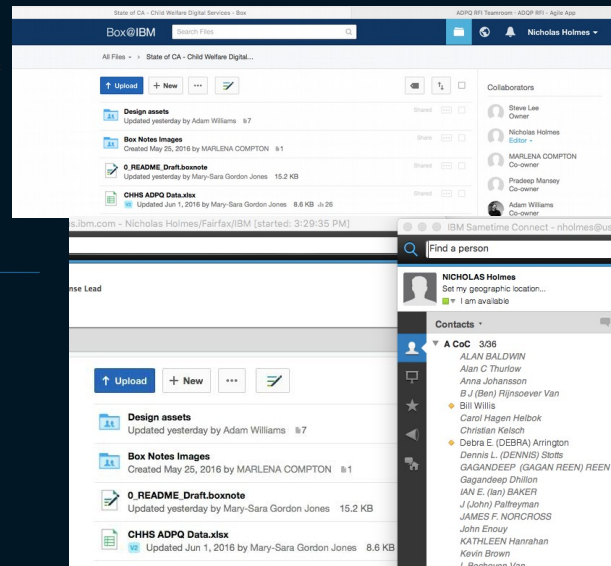 State of CA - Child Welfare Digital Services - Box
ADPQ RFI Teamroom - ADQP RFI - Agile App
Box@IBM
Search Files
Nicholas Holmes
All Files
State of CA - Child Welfare Digital...
Upload
+ New
Collaborators
Design assets
Updated yesterday by Adam Williams 7
Shared
Box Notes Images
Created May 25, 2016 by MARLENA COMPTON 1
Share
0_README_Draft.boxnote
Updated yesterday by Mary-Sara Gordon Jones 15.2 KB
Shared
CHHS ADPQ Data.xlsx
V2 Updated Jun 1, 2016 by Mary-Sara Gordon Jones 8.6 KB 26
Shared
Steve Lee
Owner
Nicholas Holmes
Editor
MARLENA COMPTON
Co-owner
Pradeep Mansey
Co-owner
Adam Williams
Co-owner
s.ibm.com - Nicholas Holmes/Fairfax/IBM [started: 3:29:35 PM]
nse Lead
Upload
+ New
Design assets
Updated yesterday by Adam Williams 7
Box Notes Images
Created May 25, 2016 by MARLENA COMPTON 1
0_README_Draft.boxnote
Updated yesterday by Mary-Sara Gordon Jones 15.2 KB
CHHS ADPQ Data.xlsx
V2 Updated Jun 1, 2016 by Mary-Sara Gordon Jones 8.6 KB
IBM Sametime Connect - nholmes@us
Find a person
NICHOLAS Holmes
Set my geographic location...
I am available
Contacts
A CoC 3/36
ALAN BALDWIN
Alan C Thurlow
Anna Johansson
B J (Ben) Rijnsoever Van
Bill Willis
Carol Hagen Helbok
Christian Kelsch
Debra E. (DEBRA) Arrington
Dennis L. (DENNIS) Stotts
GAGANDEEP (GAGAN REEN) REEN
Gagandeep Dhillon
IAN E. (Ian) BAKER
J (John) Palfreyman
JAMES F. NORCROSS
John Enouy
KATHLEEN Hanrahan
Kevin Brown